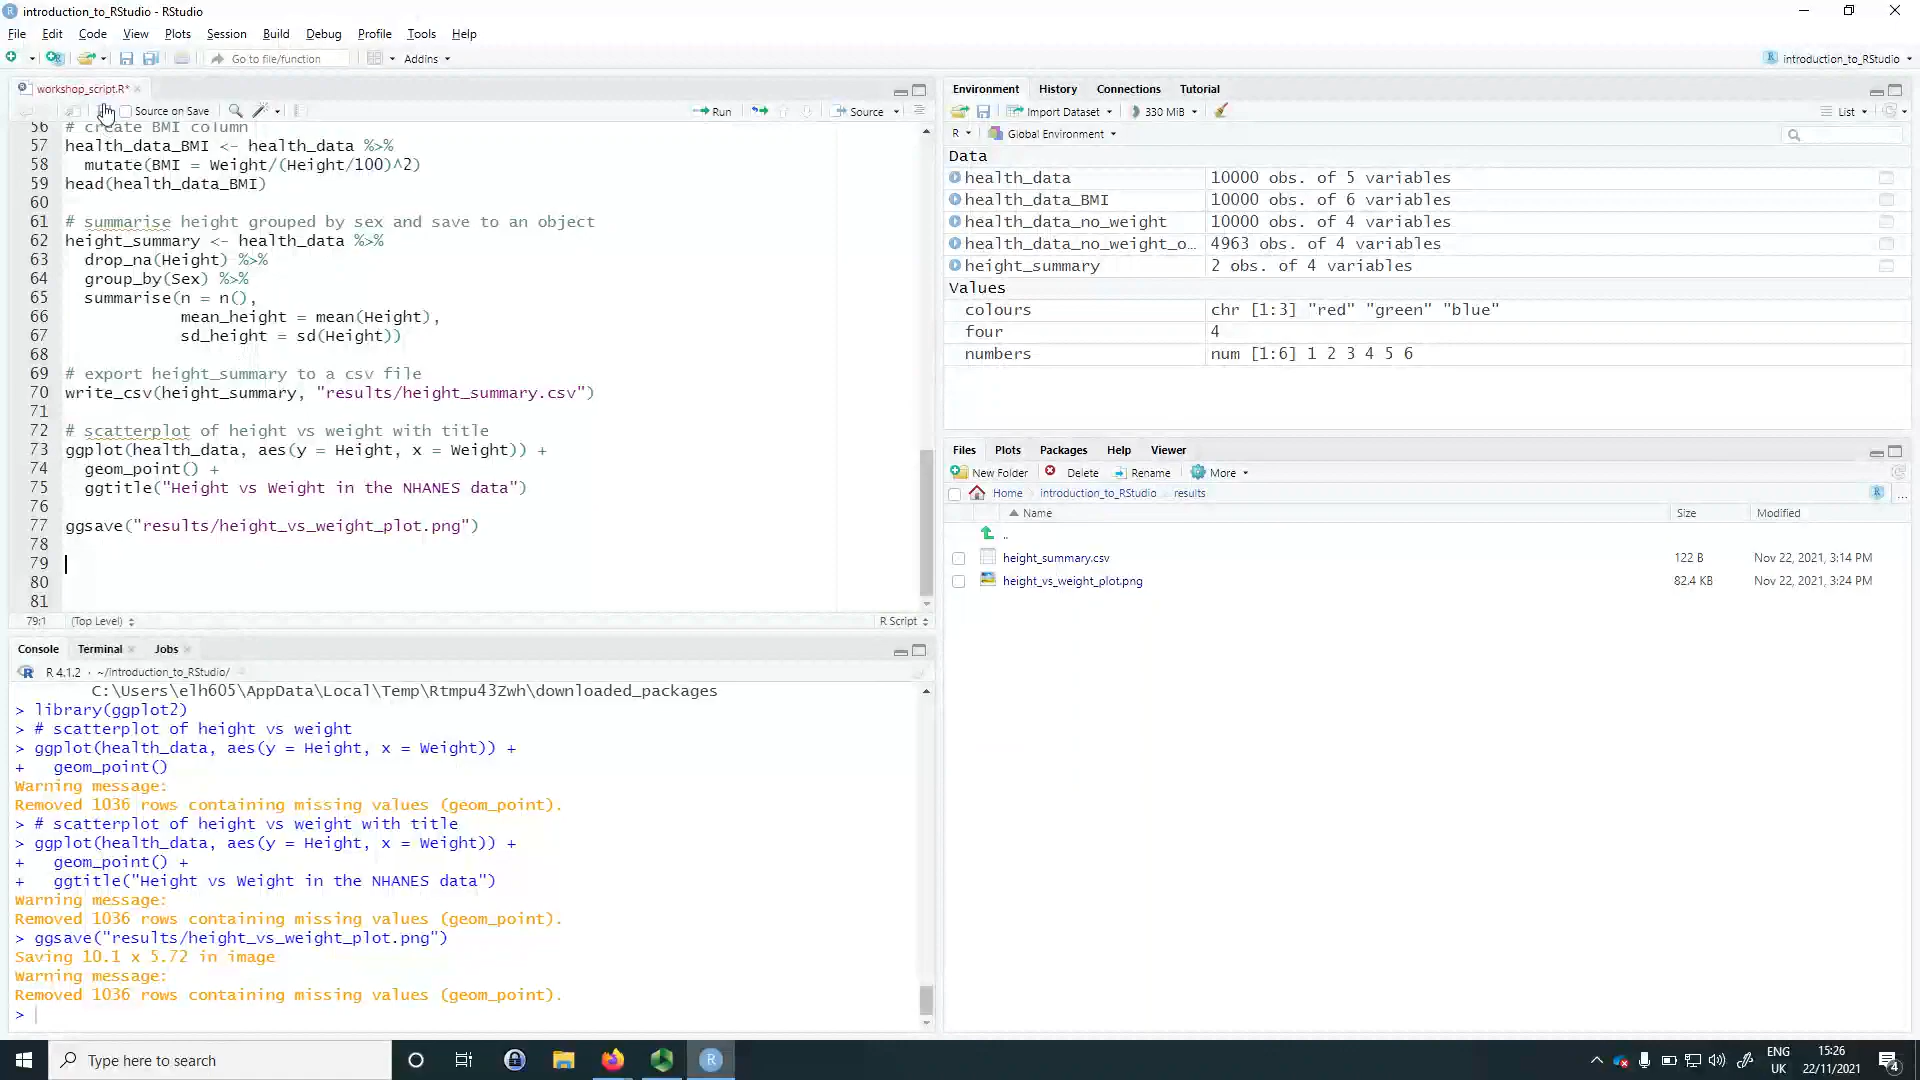 introduction_to_RStudio - RStudio
File Edit Code View Plots Session Build Debug Profile Tools Help
Go to file/function Addins introduction_to_RStudio
workshop_script.R*
Source on Save Run Source
56 # create BMI column
57 health_data_BMI <- health_data %>%
58 mutate(BMI = Weight/(Height/100)^2)
59 head(health_data_BMI)
60
61 # summarise height grouped by sex and save to an object
62 height_summary <- health_data %>%
63 drop_na(Height) %>%
64 group_by(Sex) %>%
65 summarise(n = n(),
66 mean_height = mean(Height),
67 sd_height = sd(Height))
68
69 # export height_summary to a csv file
70 write_csv(height_summary, "results/height_summary.csv")
71
72 # scatterplot of height vs weight with title
73 ggplot(health_data, aes(y = Height, x = Weight)) +
74 geom_point() +
75 ggtitle("Height vs Weight in the NHANES data")
76
77 ggsave("results/height_vs_weight_plot.png")
78
79
80
81
79:1 (Top Level) R Script
Console Terminal Jobs
R 4.1.2 · ~/introduction_to_RStudio/
C:\Users\elh605\AppData\Local\Temp\Rtmpu43Zwh\downloaded_packages
> library(ggplot2)
> # scatterplot of height vs weight
> ggplot(health_data, aes(y = Height, x = Weight)) +
+ geom_point()
Warning message:
Removed 1036 rows containing missing values (geom_point).
> # scatterplot of height vs weight with title
> ggplot(health_data, aes(y = Height, x = Weight)) +
+ geom_point() +
+ ggtitle("Height vs Weight in the NHANES data")
Warning message:
Removed 1036 rows containing missing values (geom_point).
> ggsave("results/height_vs_weight_plot.png")
Saving 10.1 x 5.72 in image
Warning message:
Removed 1036 rows containing missing values (geom_point).
>
Environment History Connections Tutorial
Import Dataset 330 MiB List
R Global Environment
Data
health_data 10000 obs. of 5 variables
health_data_BMI 10000 obs. of 6 variables
health_data_no_weight 10000 obs. of 4 variables
health_data_no_weight_o... 4963 obs. of 4 variables
height_summary 2 obs. of 4 variables
Values
colours chr [1:3] "red" "green" "blue"
four 4
numbers num [1:6] 1 2 3 4 5 6
Files Plots Packages Help Viewer
New Folder Delete Rename More
Home introduction_to_RStudio results ...
Name Size Modified
..
height_summary.csv 122 B Nov 22, 2021, 3:14 PM
height_vs_weight_plot.png 82.4 KB Nov 22, 2021, 3:24 PM
Type here to search
ENG
UK
15:26
22/11/2021
4